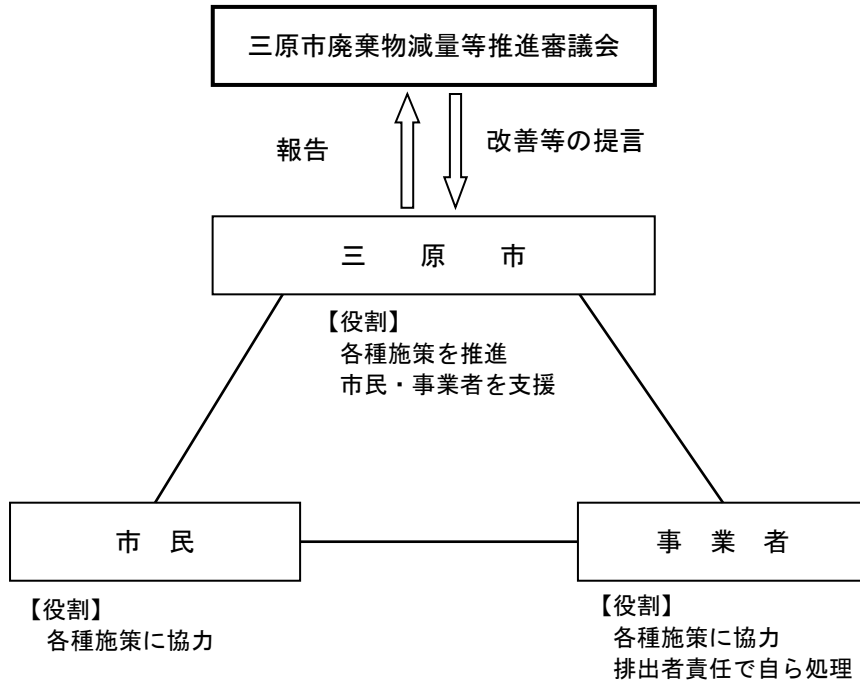 三原市廃棄物減量等推進審議会
報告
改善等の提言
三　原　市
【役割】
各種施策を推進
市民・事業者を支援
市　民
事　業　者
【役割】
各種施策に協力
【役割】
各種施策に協力
排出者責任で自ら処理